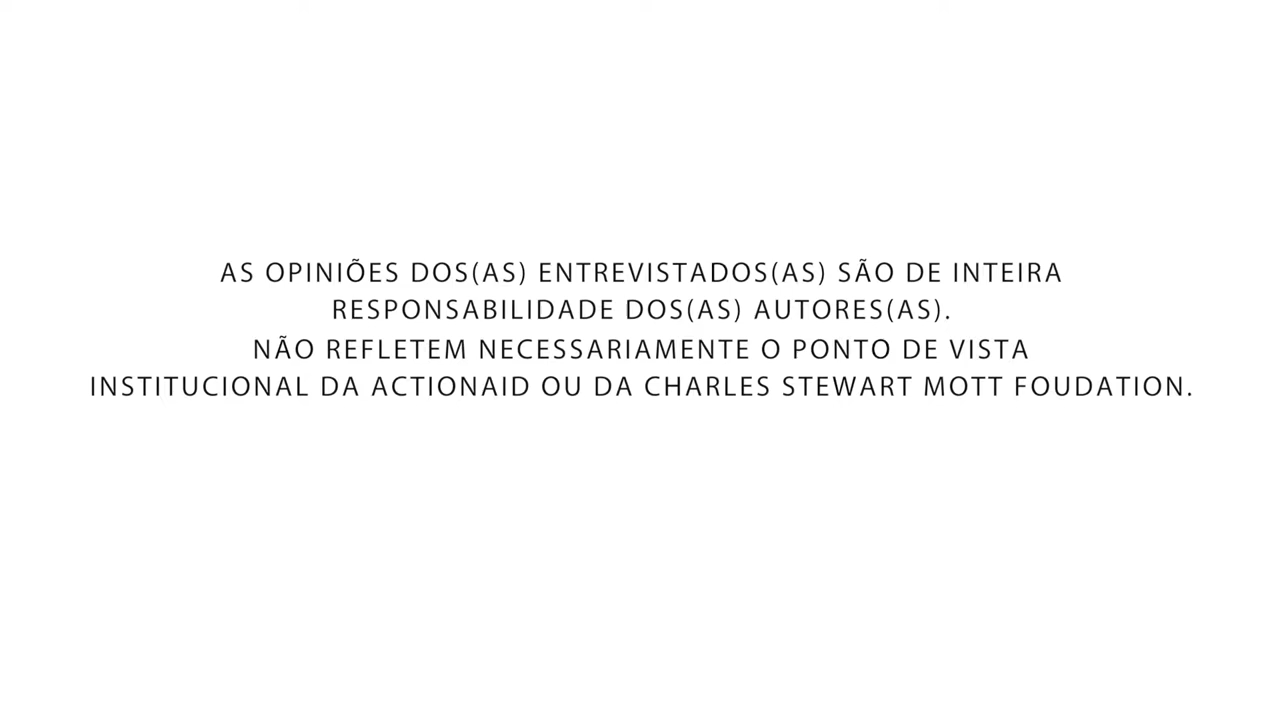 AS OPINIÕES DOS(AS) ENTREVISTADOS(AS) SÃO DE INTEIRA
RESPONSABILIDADE DOS(AS) AUTORES(AS).
NÃO REFLETEM NECESSARIAMENTE O PONTO DE VISTA
INSTITUCIONAL DA ACTIONAID OU DA CHARLES STEWART MOTT FOUDATION.